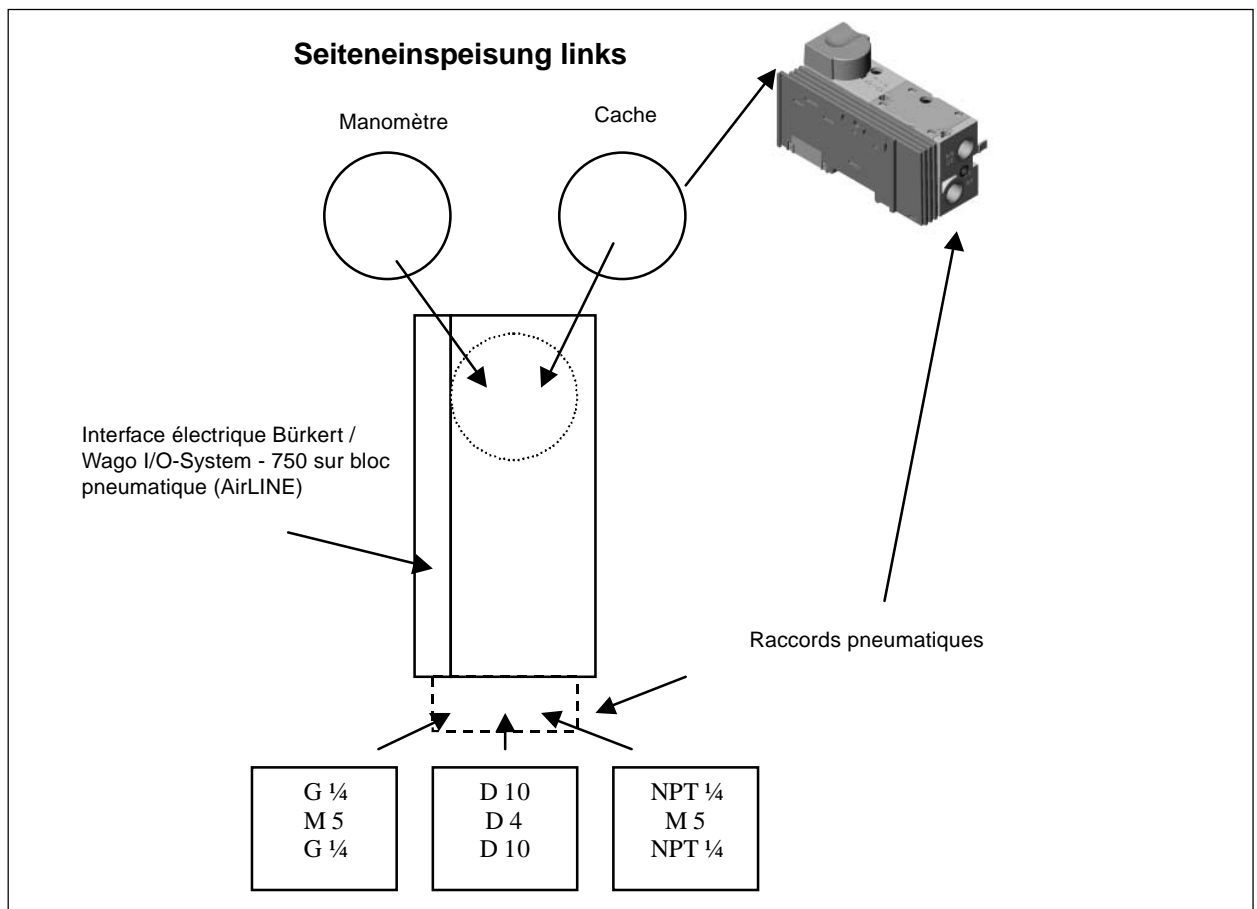 Seiteneinspeisung links
Manomètre
Cache
Interface électrique Bürkert /
Wago I/O-System - 750 sur bloc
pneumatique (AirLINE)
Raccords pneumatiques
G ¼
M 5
G ¼
D 10
D 4
D 10
NPT ¼
M 5
NPT ¼